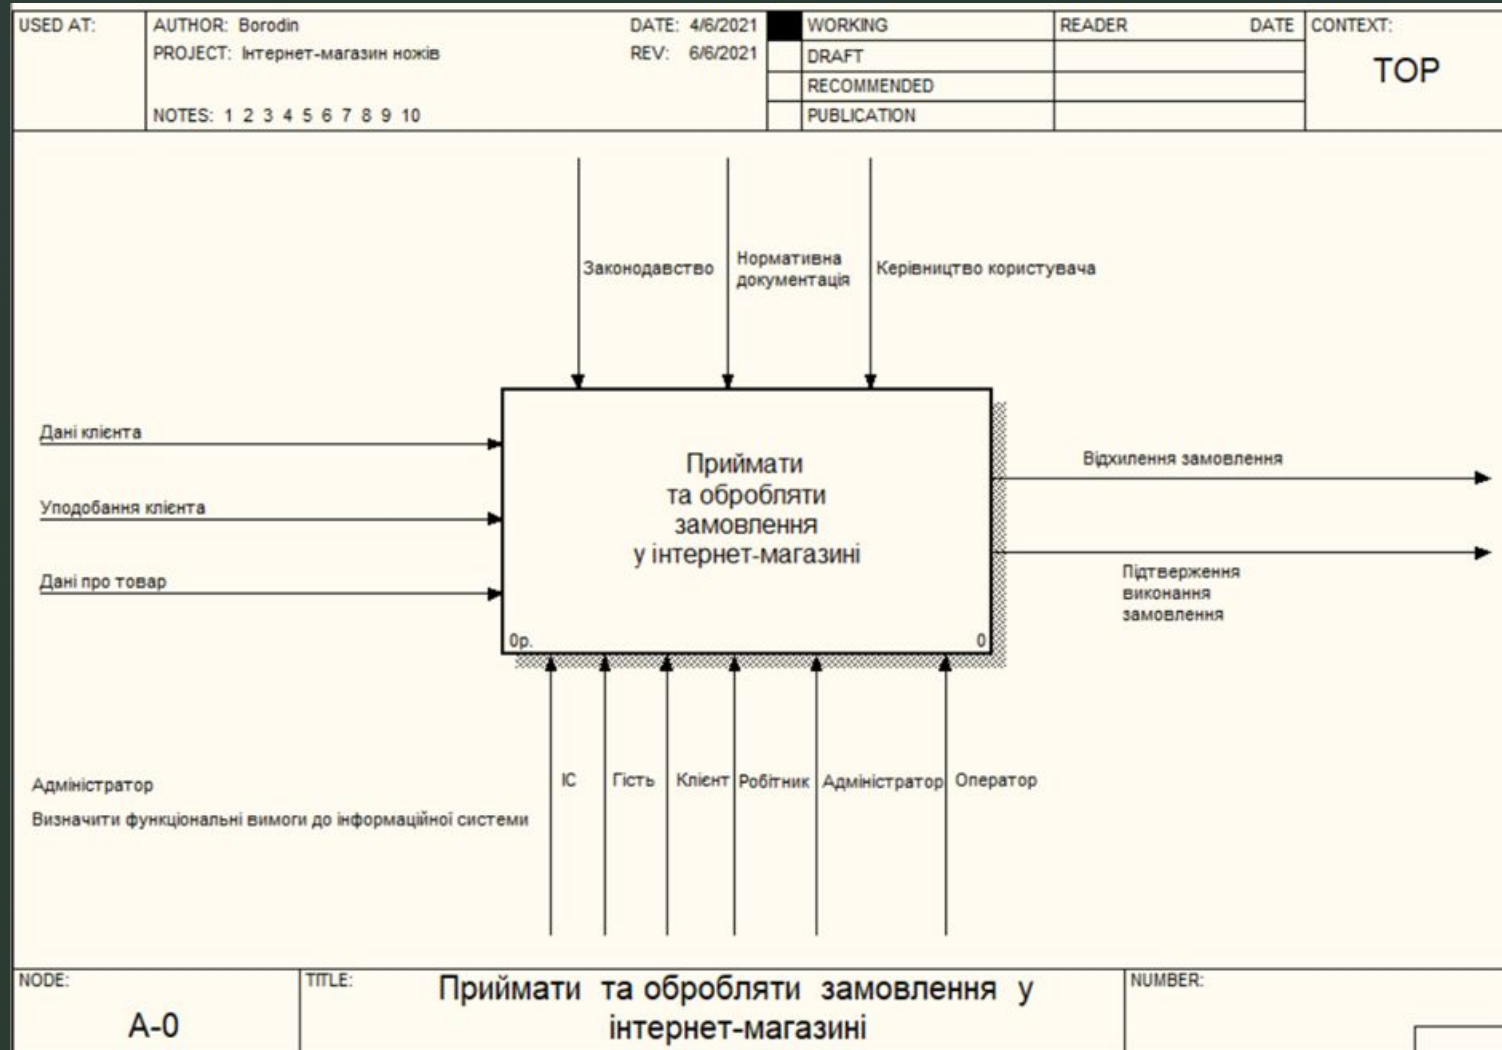 USED AT:
AUTHOR: Borodin
DATE: 4/6/2021
PROJECT: Інтернет-магазин ножів
REV: 6/6/2021
NOTES: 1 2 3 4 5 6 7 8 9 10
WORKING
DRAFT
RECOMMENDED
PUBLICATION
READER
DATE
CONTEXT:
TOP
Законодавство
Нормативна
документація
Керівництво користувача
Дані клієнта
Уподобання клієнта
Дані про товар
Приймати
та обробляти
замовлення
у інтернет-магазині
0р.
0
Відхилення замовлення
Підтверження
виконання
замовлення
ІС
Гість
Клієнт
Робітник
Адміністратор
Оператор
Адміністратор
Визначити функціональні вимоги до інформаційної системи
NODE:
A-0
TITLE:
Приймати та обробляти замовлення у
інтернет-магазині
NUMBER: